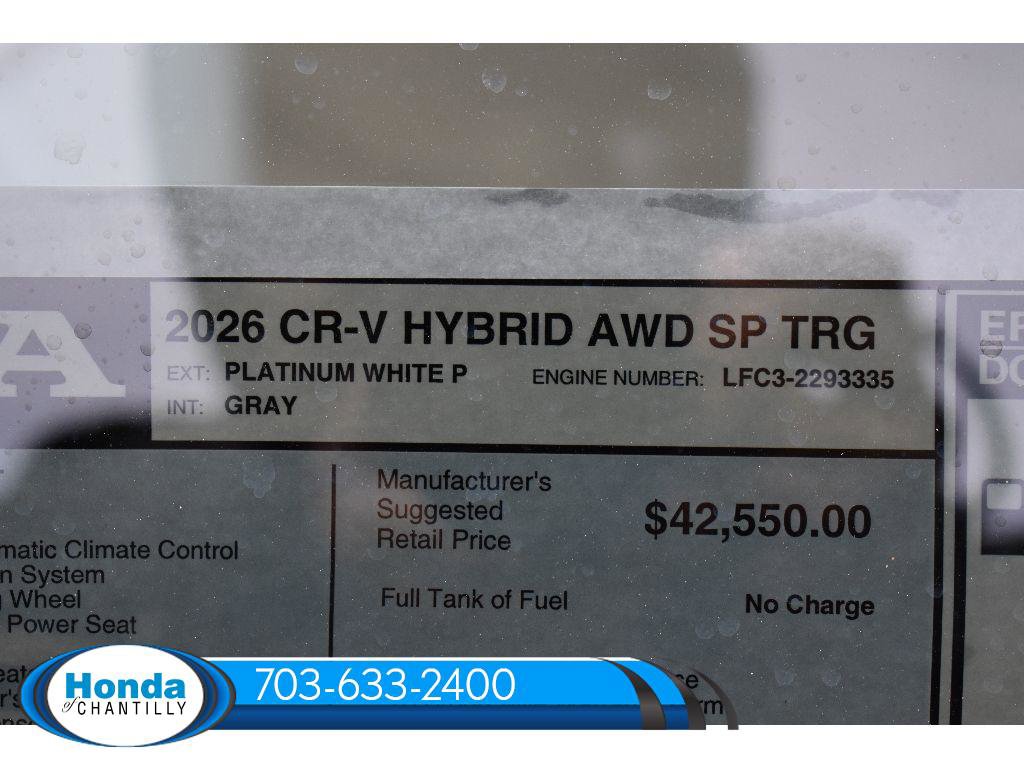 A
2026 CR-V HYBRID AWD SP TRG
EXT: PLATINUM WHITE P ENGINE NUMBER: LFC3-2293335
INT: GRAY
Manufacturer's
Suggested
Retail Price
$42,550.00
Full Tank of Fuel No Charge
matic Climate Control
n System
g Wheel
Power Seat
Honda
of CHANTILLY
703-633-2400